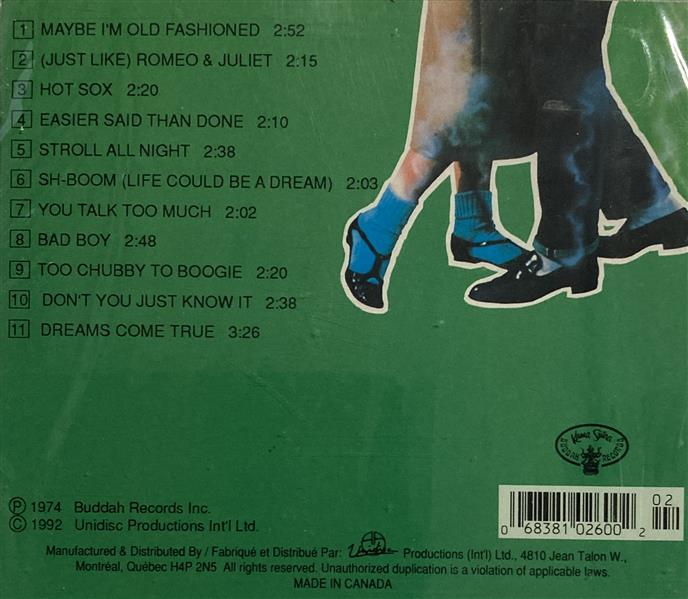 1 MAYBE I'M OLD FASHIONED 2:52
2 (JUST LIKE) ROMEO & JULIET 2:15
3 HOT SOX 2:20
4 EASIER SAID THAN DONE 2:10
5 STROLL ALL NIGHT 2:38
6 SH-BOOM (LIFE COULD BE A DREAM) 2:03
7 YOU TALK TOO MUCH 2:02
8 BAD BOY 2:48
9 TOO CHUBBY TO BOOGIE 2:20
10 DON'T YOU JUST KNOW IT 2:38
11 DREAMS COME TRUE 3:26
Kama Sutra
BUDDAH RECORDS
02
0 68381 02600 2
Ⓟ 1974 Buddah Records Inc.
© 1992 Unidisc Productions Int'l Ltd.
Manufactured & Distributed By / Fabriqué et Distribué Par: Unidisc Productions (Int'l) Ltd., 4810 Jean Talon W.,
Montréal, Québec H4P 2N5 All rights reserved. Unauthorized duplication is a violation of applicable laws.
MADE IN CANADA